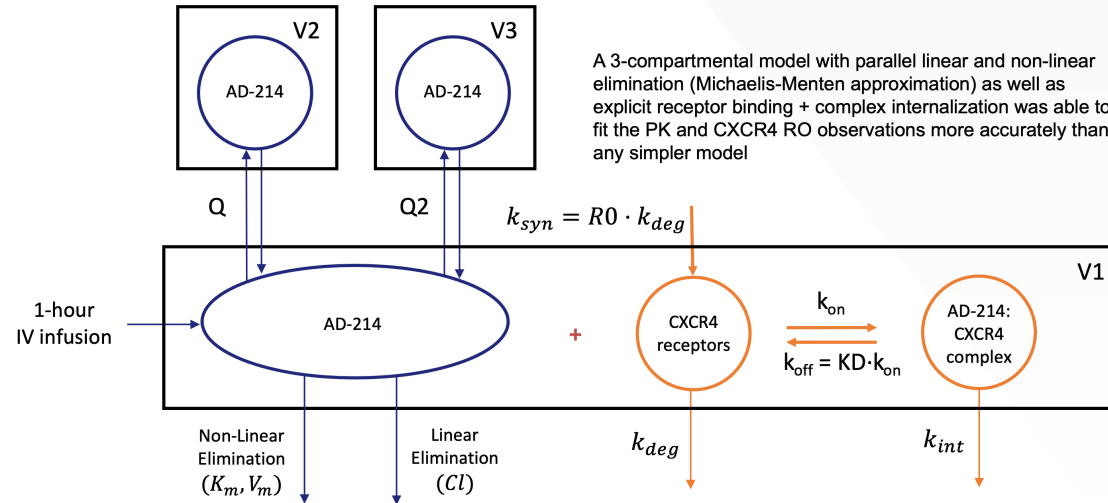 V2
AD-214
V3
AD-214
A 3-compartmental model with parallel linear and non-linear
elimination (Michaelis-Menten approximation) as well as
explicit receptor binding + complex internalization was able to
fit the PK and CXCR4 RO observations more accurately than
any simpler model
Q
Q2
k_syn = R0 · k_deg
V1
1-hour
IV infusion
AD-214
+
CXCR4
receptors
k_on
k_off = KD·k_on
AD-214:
CXCR4
complex
Non-Linear
Elimination
(K_m, V_m)
Linear
Elimination
(Cl)
k_deg
k_int